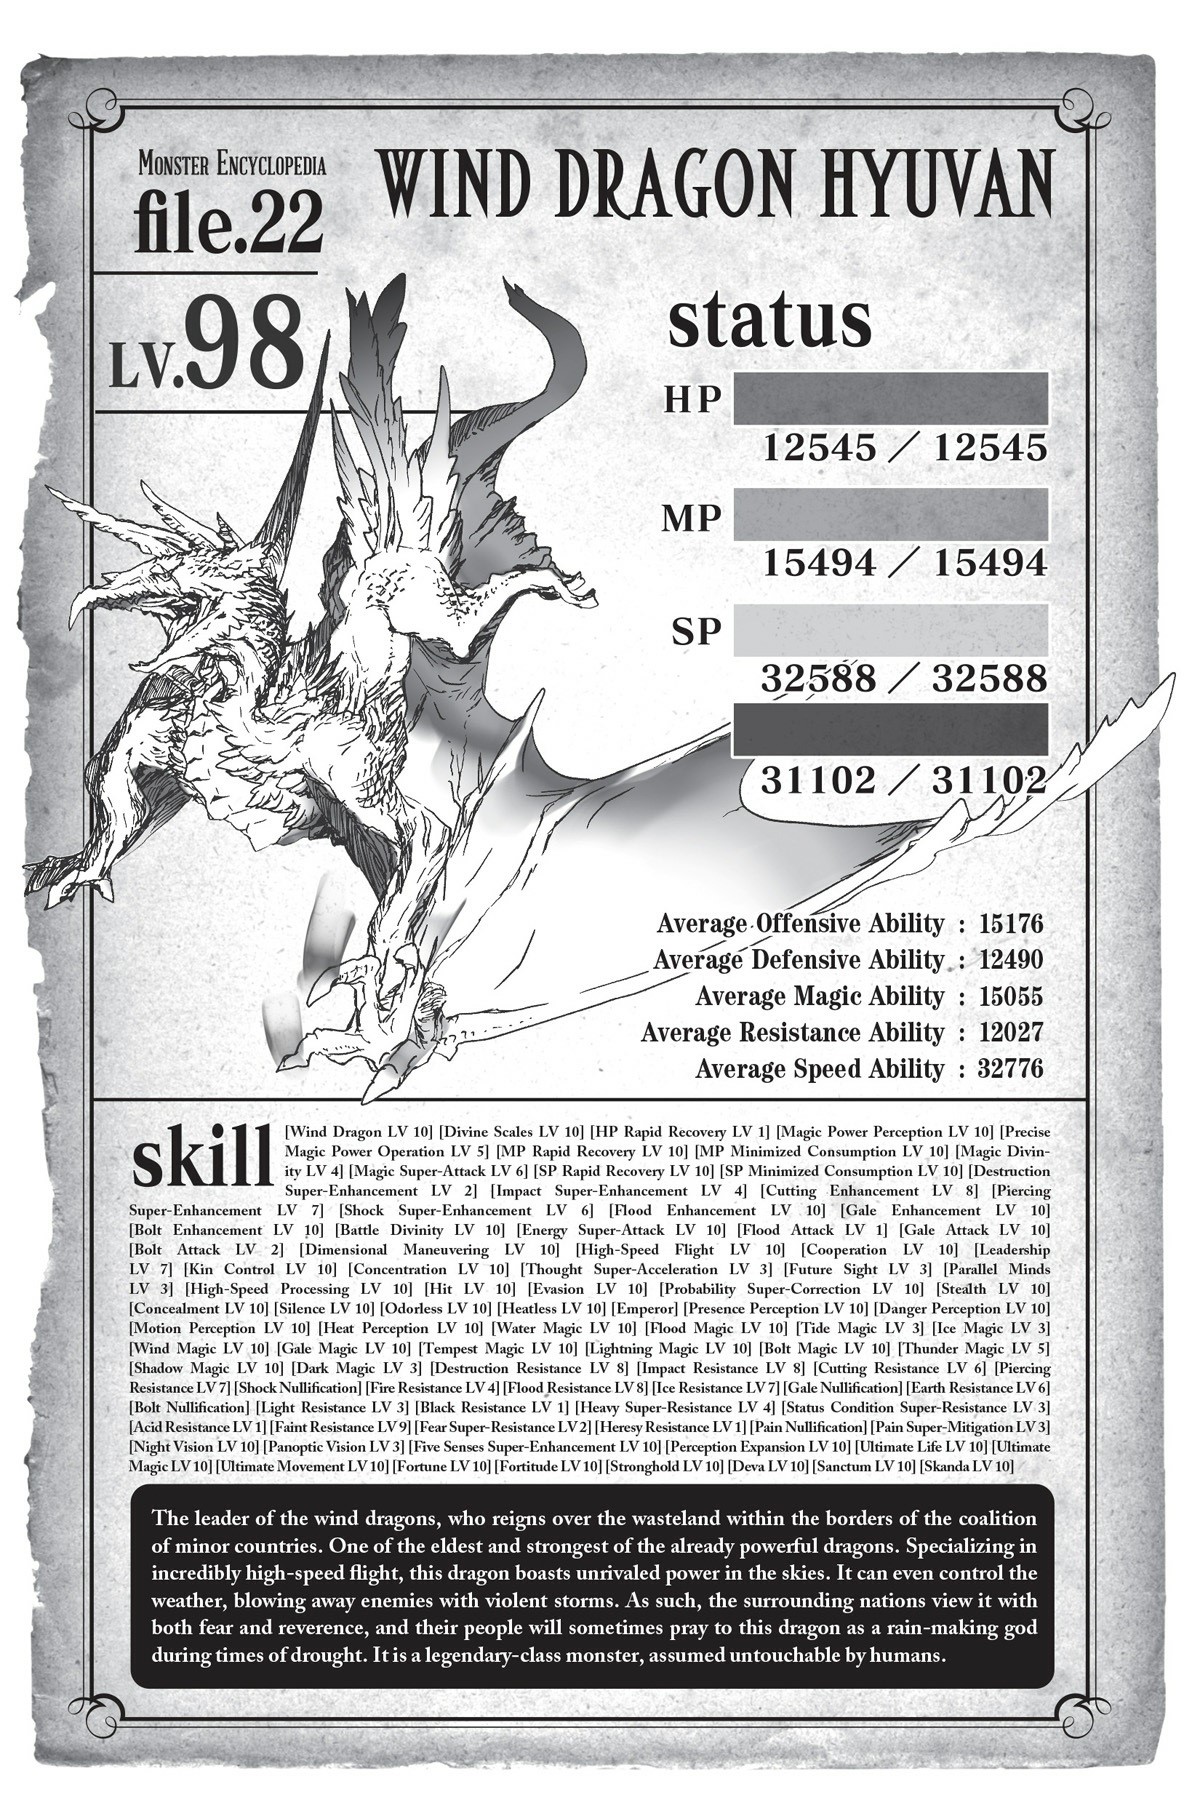 MONSTER ENCYCLOPEDIA
file.22
WIND DRAGON HYUVAN
LV.98
status
HP
12545 / 12545
MP
15494 / 15494
SP
32588 / 32588
31102 / 31102
Average Offensive Ability : 15176
Average Defensive Ability : 12490
Average Magic Ability : 15055
Average Resistance Ability : 12027
Average Speed Ability : 32776
skill
[Wind Dragon LV 10] [Divine Scales LV 10] [HP Rapid Recovery LV 1] [Magic Power Perception LV 10] [Precise
Magic Power Operation LV 5] [MP Rapid Recovery LV 10] [MP Minimized Consumption LV 10] [Magic Divin-
ity LV 4] [Magic Super-Attack LV 6] [SP Rapid Recovery LV 10] [SP Minimized Consumption LV 10] [Destruction
Super-Enhancement LV 2] [Impact Super-Enhancement LV 4] [Cutting Enhancement LV 8] [Piercing
Super-Enhancement LV 7] [Shock Super-Enhancement LV 6] [Flood Enhancement LV 10] [Gale Enhancement LV 10]
[Bolt Enhancement LV 10] [Battle Divinity LV 10] [Energy Super-Attack LV 10] [Flood Attack LV 1] [Gale Attack LV 10]
[Bolt Attack LV 2] [Dimensional Maneuvering LV 10] [High-Speed Flight LV 10] [Cooperation LV 10] [Leadership
LV 7] [Kin Control LV 10] [Concentration LV 10] [Thought Super-Acceleration LV 3] [Future Sight LV 3] [Parallel Minds
LV 3] [High-Speed Processing LV 10] [Hit LV 10] [Evasion LV 10] [Probability Super-Correction LV 10] [Stealth LV 10]
[Concealment LV 10] [Silence LV 10] [Odorless LV 10] [Heatless LV 10] [Emperor] [Presence Perception LV 10] [Danger Perception LV 10]
[Motion Perception LV 10] [Heat Perception LV 10] [Water Magic LV 10] [Flood Magic LV 10] [Tide Magic LV 3] [Ice Magic LV 3]
[Wind Magic LV 10] [Gale Magic LV 10] [Tempest Magic LV 10] [Lightning Magic LV 10] [Bolt Magic LV 10] [Thunder Magic LV 5]
[Shadow Magic LV 10] [Dark Magic LV 3] [Destruction Resistance LV 8] [Impact Resistance LV 8] [Cutting Resistance LV 6] [Piercing
Resistance LV 7] [Shock Nullification] [Fire Resistance LV 4] [Flood Resistance LV 8] [Ice Resistance LV 7] [Gale Nullification] [Earth Resistance LV 6]
[Bolt Nullification] [Light Resistance LV 3] [Black Resistance LV 1] [Heavy Super-Resistance LV 4] [Status Condition Super-Resistance LV 3]
[Acid Resistance LV 1] [Faint Resistance LV 9] [Fear Super-Resistance LV 2] [Heresy Resistance LV 1] [Pain Nullification] [Pain Super-Mitigation LV 3]
[Night Vision LV 10] [Panoptic Vision LV 3] [Five Senses Super-Enhancement LV 10] [Perception Expansion LV 10] [Ultimate Life LV 10] [Ultimate
Magic LV 10] [Ultimate Movement LV 10] [Fortune LV 10] [Fortitude LV 10] [Stronghold LV 10] [Deva LV 10] [Sanctum LV 10] [Skanda LV 10]
The leader of the wind dragons, who reigns over the wasteland within the borders of the coalition
of minor countries. One of the eldest and strongest of the already powerful dragons. Specializing in
incredibly high-speed flight, this dragon boasts unrivaled power in the skies. It can even control the
weather, blowing away enemies with violent storms. As such, the surrounding nations view it with
both fear and reverence, and their people will sometimes pray to this dragon as a rain-making god
during times of drought. It is a legendary-class monster, assumed untouchable by humans.